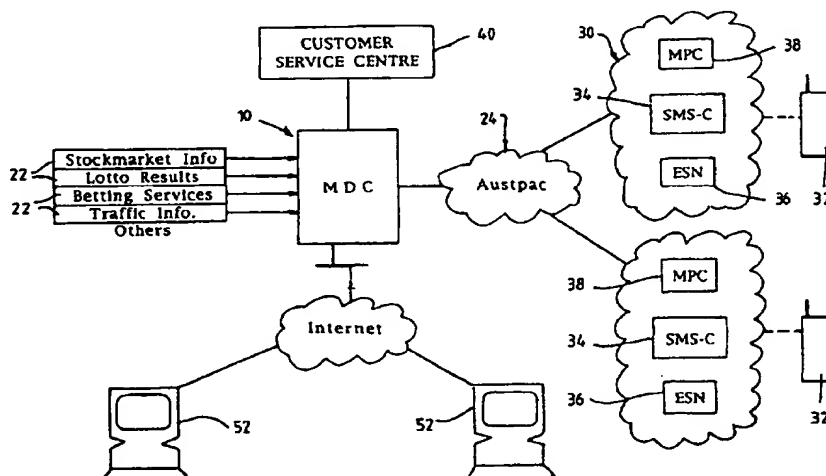 CUSTOMER
SERVICE CENTRE
40
30
MPC
38
34
SMS-C
ESN
36
32
10
MDC
24
Austpac
22
22
Stockmarket Info
Lotto Results
Betting Services
Traffic Info.
Others
Internet
52
52
38
MPC
34
SMS-C
36
ESN
32